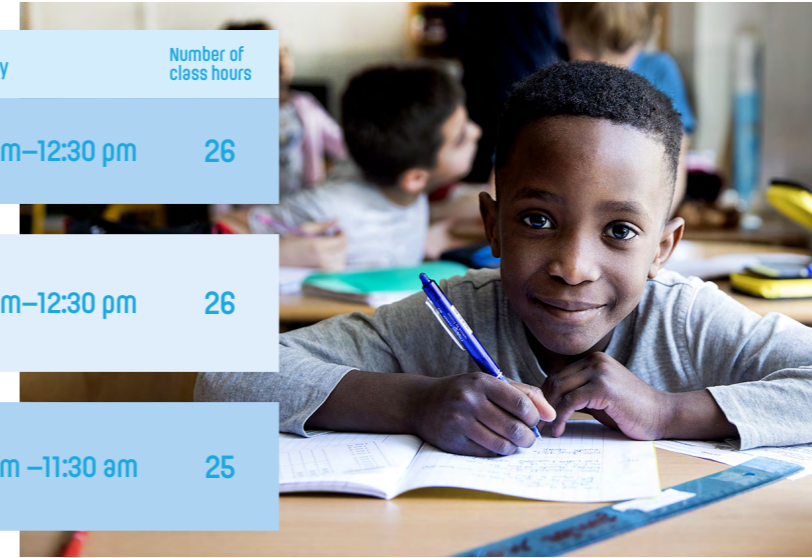 y
Number of
class hours
m–12:30 pm 26
m–12:30 pm 26
m –11:30 am 25